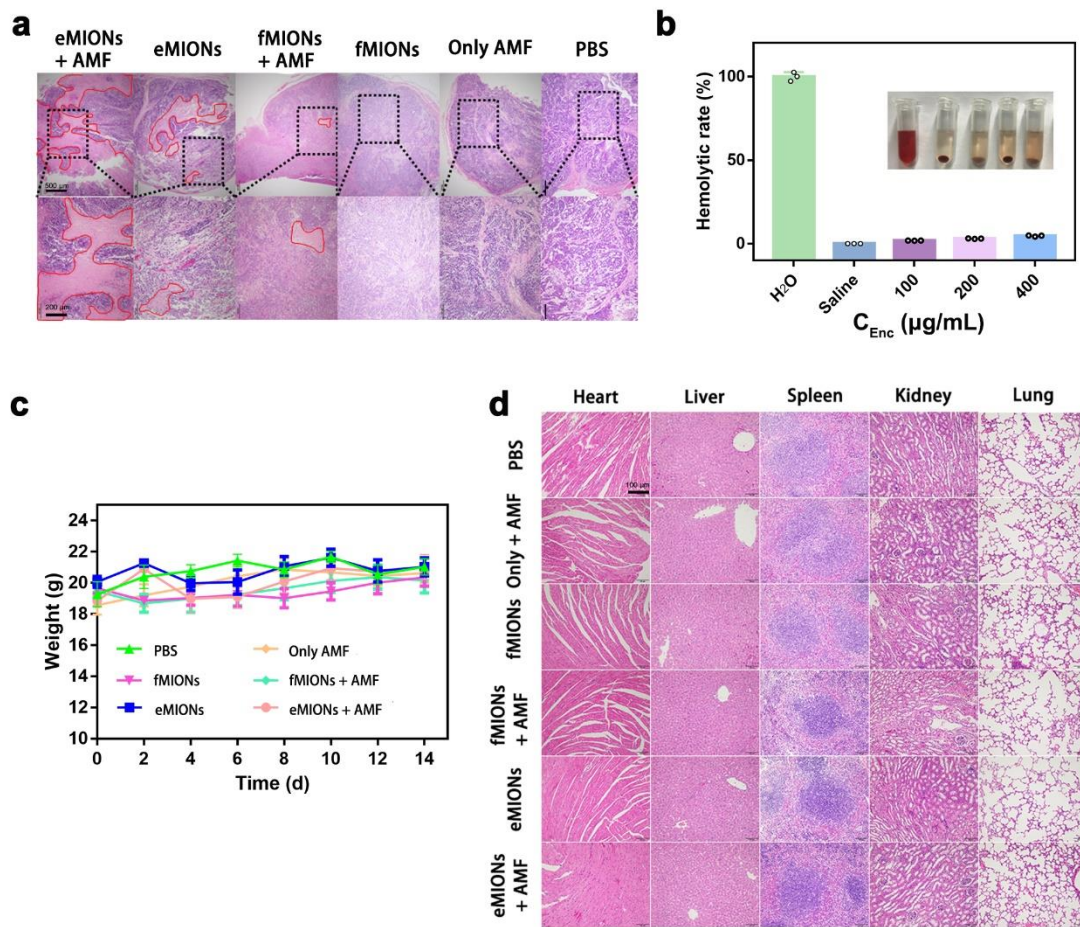 a
eMIONs
+ AMF
eMIONs
fMIONs
+ AMF
fMIONs
Only AMF
PBS
500 μm
200 μm
b
Hemolytic rate (%)
100
50
0
H2O
Saline
100
200
400
C Enc (μg/mL)
c
Weight (g)
24
22
20
18
16
14
12
10
0 2 4 6 8 10 12 14
Time (d)
PBS
fMIONs
eMIONs
Only AMF
fMIONs + AMF
eMIONs + AMF
d
Heart Liver Spleen Kidney Lung
PBS
100 μm
Only + AMF
fMIONs
fMIONs
+ AMF
eMIONs
eMIONs
+ AMF